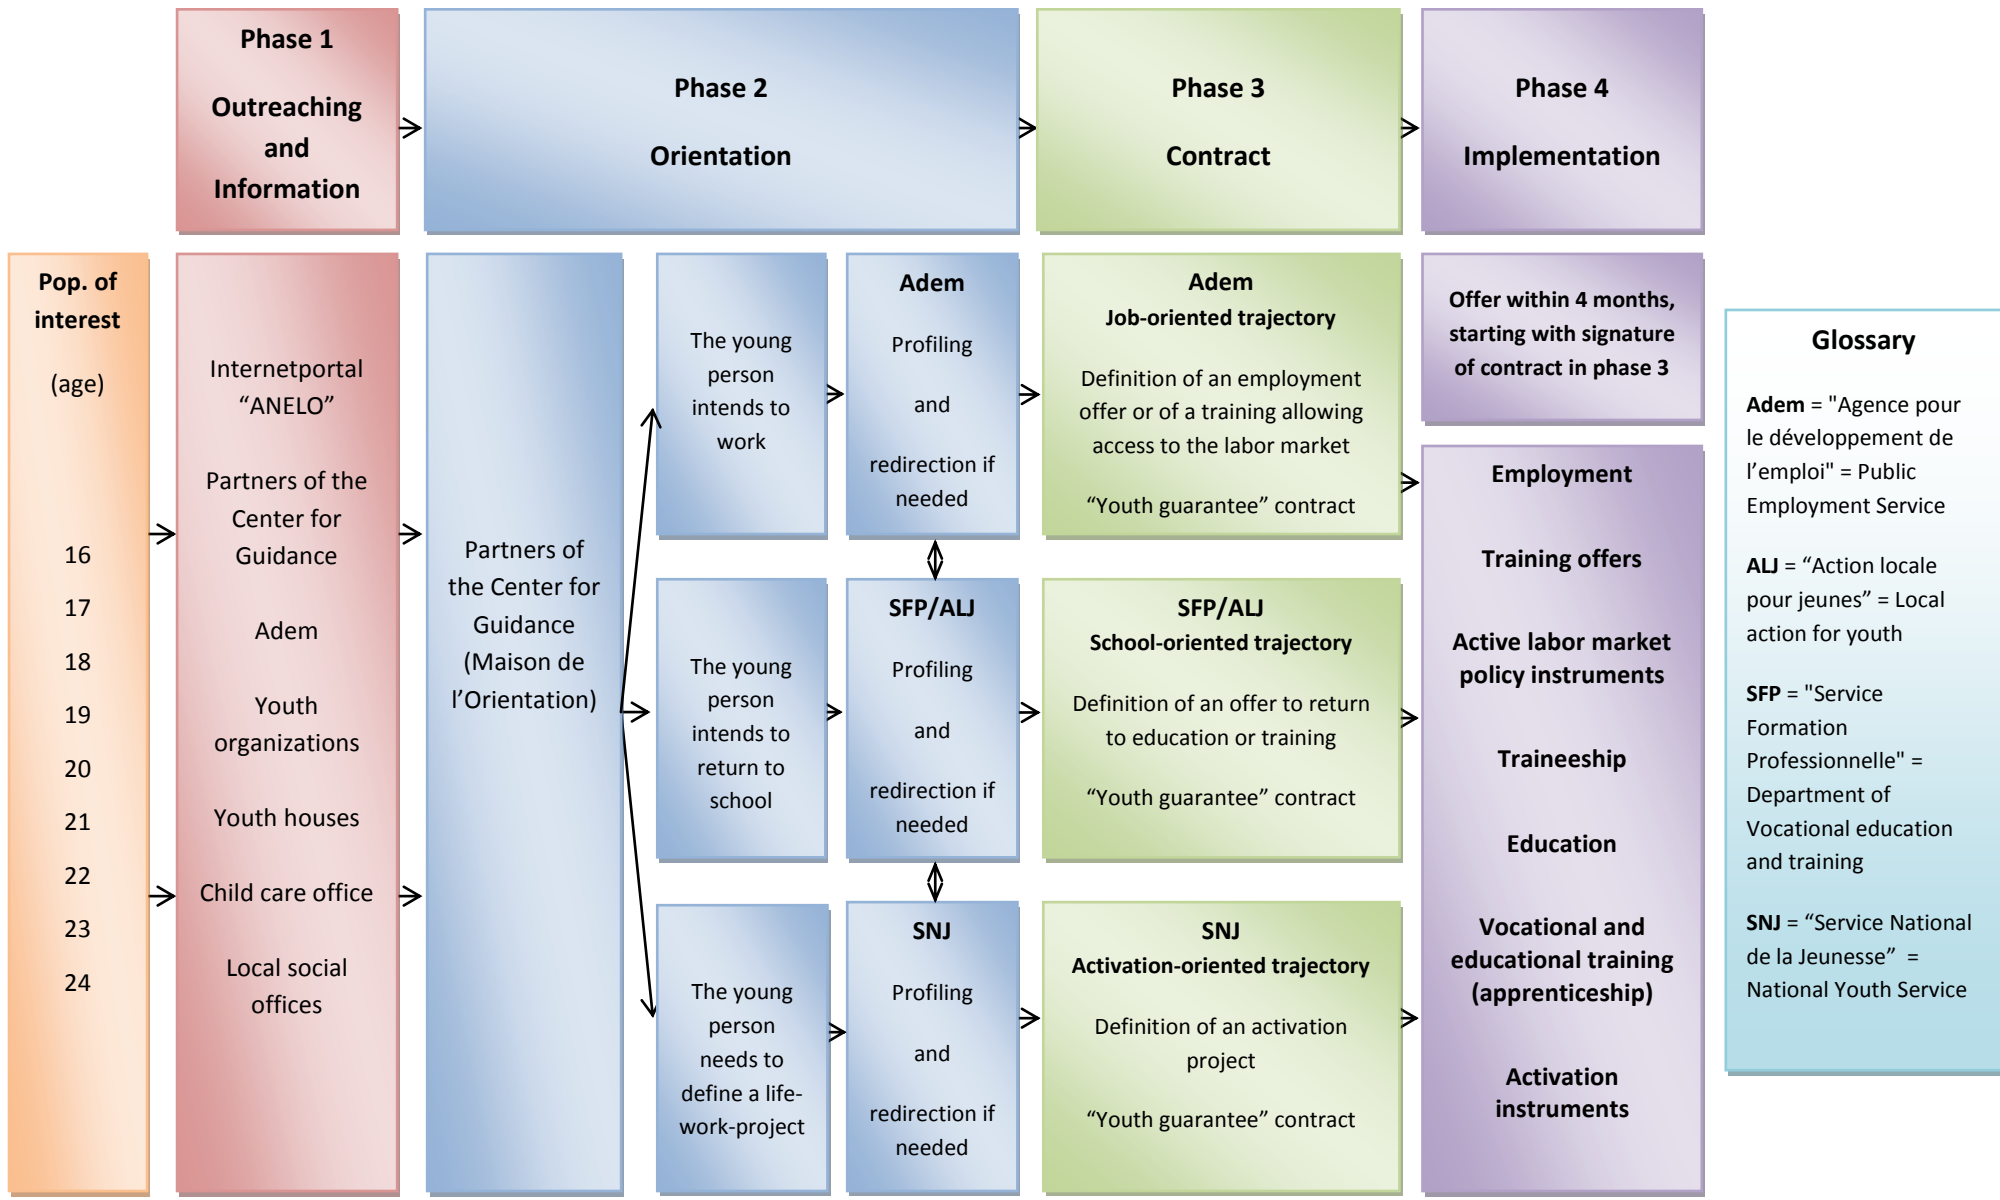 Phase 1
Outreaching
and
Information
Phase 2
Orientation
Phase 3
Contract
Phase 4
Implementation
Pop. of
interest
(age)
16
17
18
19
20
21
22
23
24
Internetportal
“ANELO”
Partners of the
Center for
Guidance
Adem
Youth
organizations
Youth houses
Child care office
Local social
offices
Partners of
the Center for
Guidance
(Maison de
l’Orientation)
The young
person
intends to
work
Adem
Profiling
and
redirection if
needed
Adem
Job-oriented trajectory
Definition of an employment
offer or of a training allowing
access to the labor market
“Youth guarantee” contract
The young
person
intends to
return to
school
SFP/ALJ
Profiling
and
redirection if
needed
SFP/ALJ
School-oriented trajectory
Definition of an offer to return
to education or training
“Youth guarantee” contract
The young
person
needs to
define a life-
work-project
SNJ
Profiling
and
redirection if
needed
SNJ
Activation-oriented trajectory
Definition of an activation
project
“Youth guarantee” contract
Offer within 4 months,
starting with signature
of contract in phase 3
Employment
Training offers
Active labor market
policy instruments
Traineeship
Education
Vocational and
educational training
(apprenticeship)
Activation
instruments
Glossary
Adem = "Agence pour
le développement de
l’emploi" = Public
Employment Service
ALJ = “Action locale
pour jeunes” = Local
action for youth
SFP = "Service
Formation
Professionnelle" =
Department of
Vocational education
and training
SNJ = “Service National
de la Jeunesse” =
National Youth Service